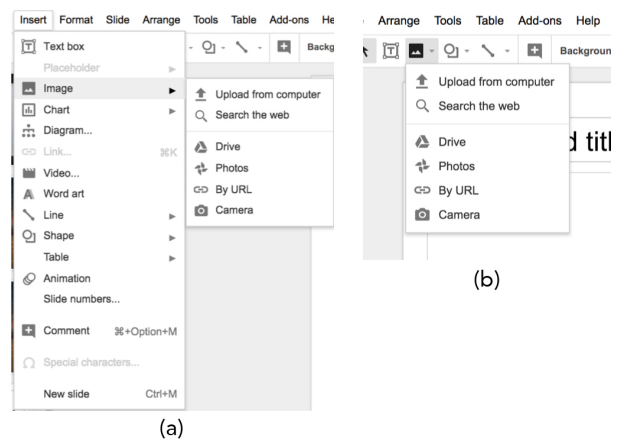 Insert Format Slide Arrange Tools Table Add-ons He
Text box
Backg
Placeholder
Image
Upload from computer
Chart
Search the web
Diagram...
Link... ⌘K
Drive
Video...
Photos
Word art
By URL
Line
Camera
Shape
Table
Animation
Slide numbers...
Comment ⌘+Option+M
Special characters...
New slide Ctrl+M
(a)
Arrange Tools Table Add-ons Help
Backgroun
Upload from computer
Search the web
Drive
d titl
Photos
By URL
Camera
(b)